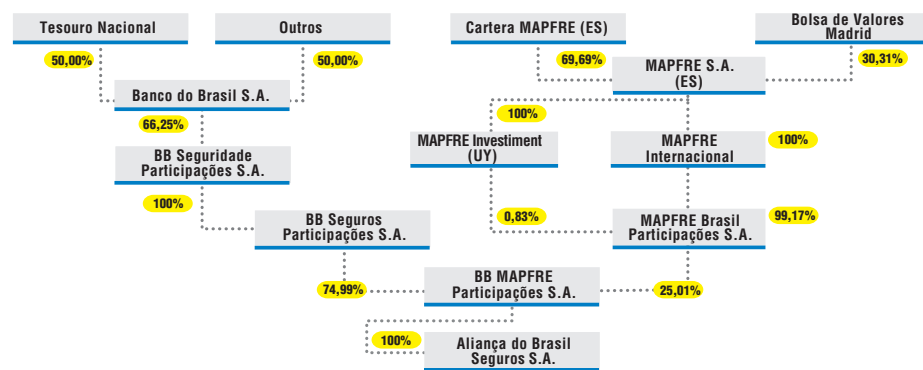 Tesouro Nacional
Outros
Cartera MAPFRE (ES)
Bolsa de Valores
Madrid
50,00%
50,00%
69,69%
30,31%
MAPFRE S.A.
(ES)
Banco do Brasil S.A.
100%
66,25%
MAPFRE Investiment
(UY)
MAPFRE
Internacional
100%
BB Seguridade
Participações S.A.
100%
0,83%
99,17%
BB Seguros
Participações S.A.
MAPFRE Brasil
Participações S.A.
74,99%
BB MAPFRE
Participações S.A.
25,01%
100%
Aliança do Brasil
Seguros S.A.